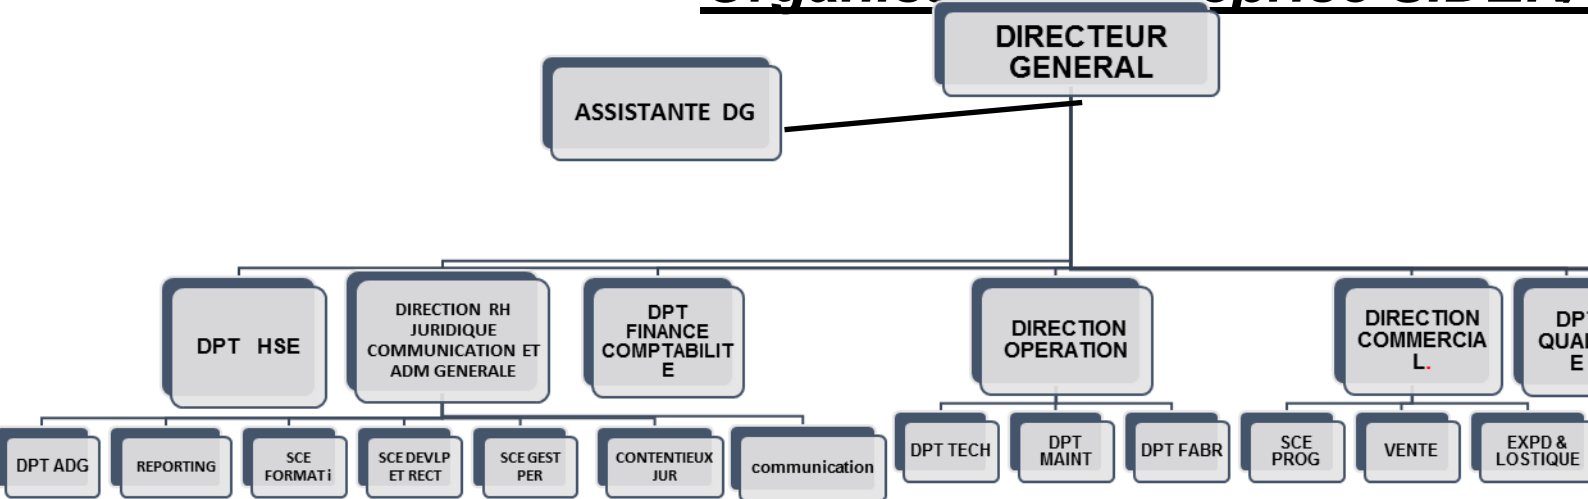 DIRECTEUR
GENERAL
ASSISTANTE DG
DPT HSE
DIRECTION RH
JURIDIQUE
COMMUNICATION ET
ADM GENERALE
DPT
FINANCE
COMPTABILIT
E
DIRECTION
OPERATION
DIRECTION
COMMERCIA
L.
DPT ADG
REPORTING
SCE
FORMAT i
SCE DEVLP
ET RECT
SCE GEST
PER
CONTENTIEUX
JUR
communication
DPT TECH
DPT
MAINT
DPT FABR
SCE
PROG
VENTE
EXPD &
LOSTIQUE